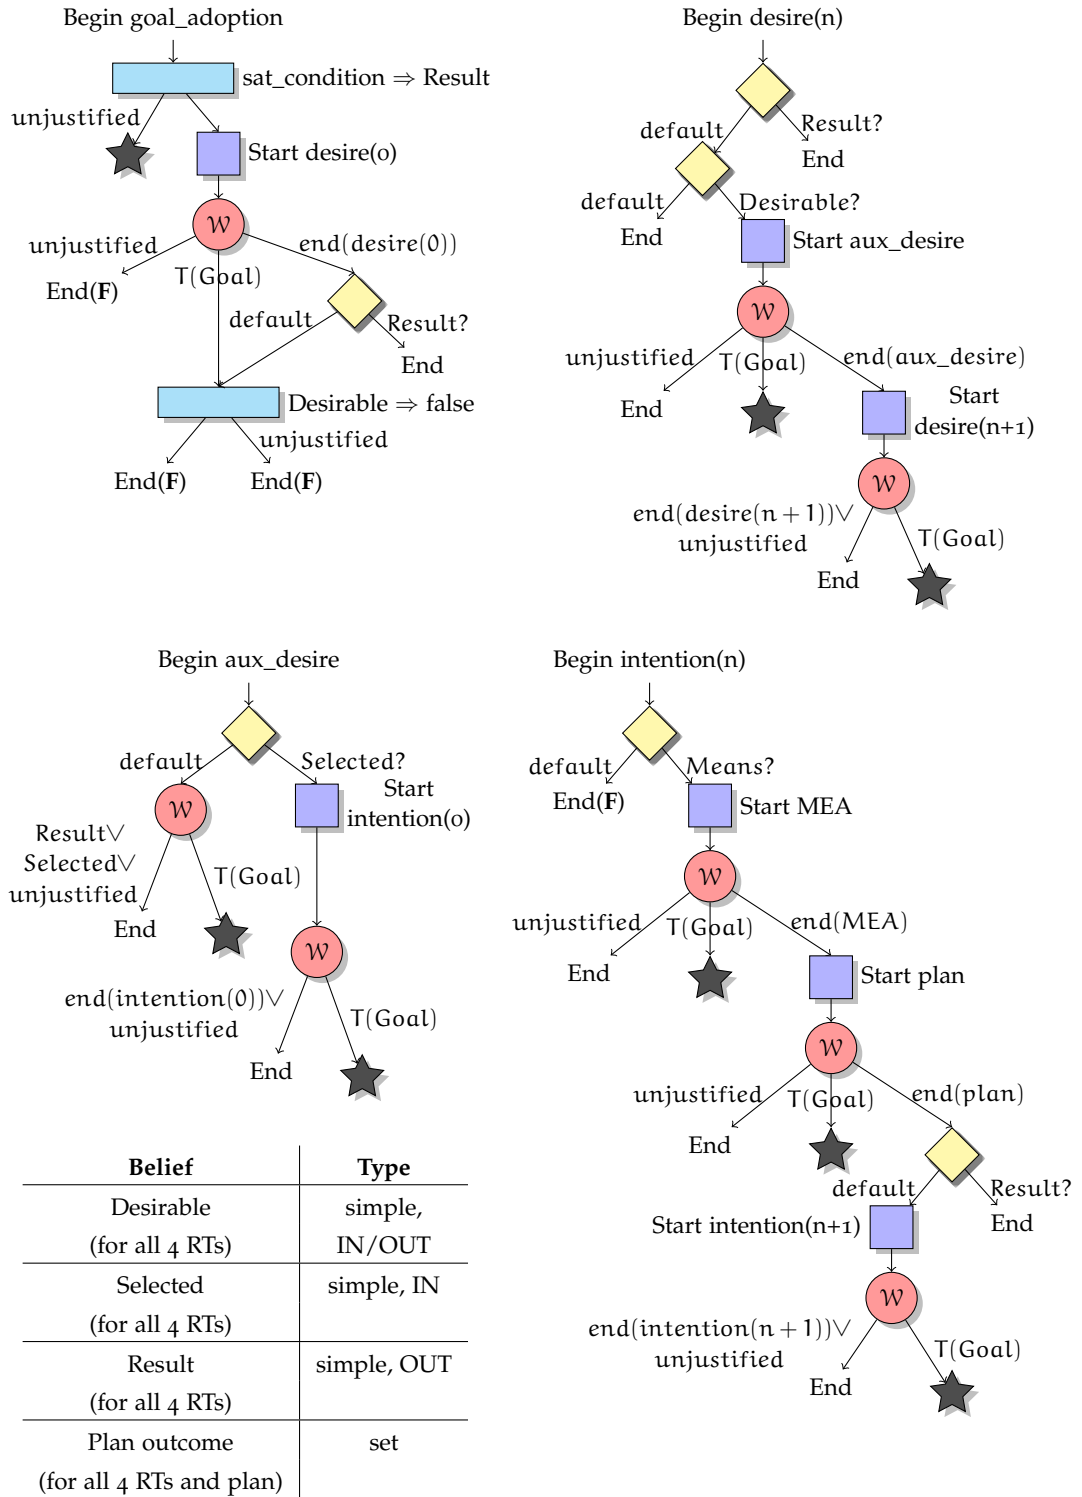 Begin goal_adoption
sat_condition ⇒ Result
unjustified
Start desire(0)
W
unjustified
T(Goal)
end(desire(0))
End(F)
default
Result?
End
Desirable ⇒ false
unjustified
End(F)
End(F)
Begin desire(n)
default
Result?
End
default
Desirable?
End
Start aux_desire
W
unjustified
T(Goal)
end(aux_desire)
End
Start
desire(n+1)
W
end(desire(n + 1))∨
unjustified
T(Goal)
End
Begin aux_desire
default
Selected?
Start
intention(0)
W
Result∨
Selected∨
unjustified
T(Goal)
End
W
end(intention(0))∨
unjustified
T(Goal)
End
Begin intention(n)
default
Means?
End(F)
Start MEA
W
unjustified
T(Goal)
end(MEA)
End
Start plan
W
unjustified
T(Goal)
end(plan)
End
default
Result?
Start intention(n+1)
End
W
end(intention(n + 1))∨
unjustified
T(Goal)
End
Belief Type
Desirable simple,
(for all 4 RTs) IN/OUT
Selected simple, IN
(for all 4 RTs)
Result simple, OUT
(for all 4 RTs)
Plan outcome set
(for all 4 RTs and plan)